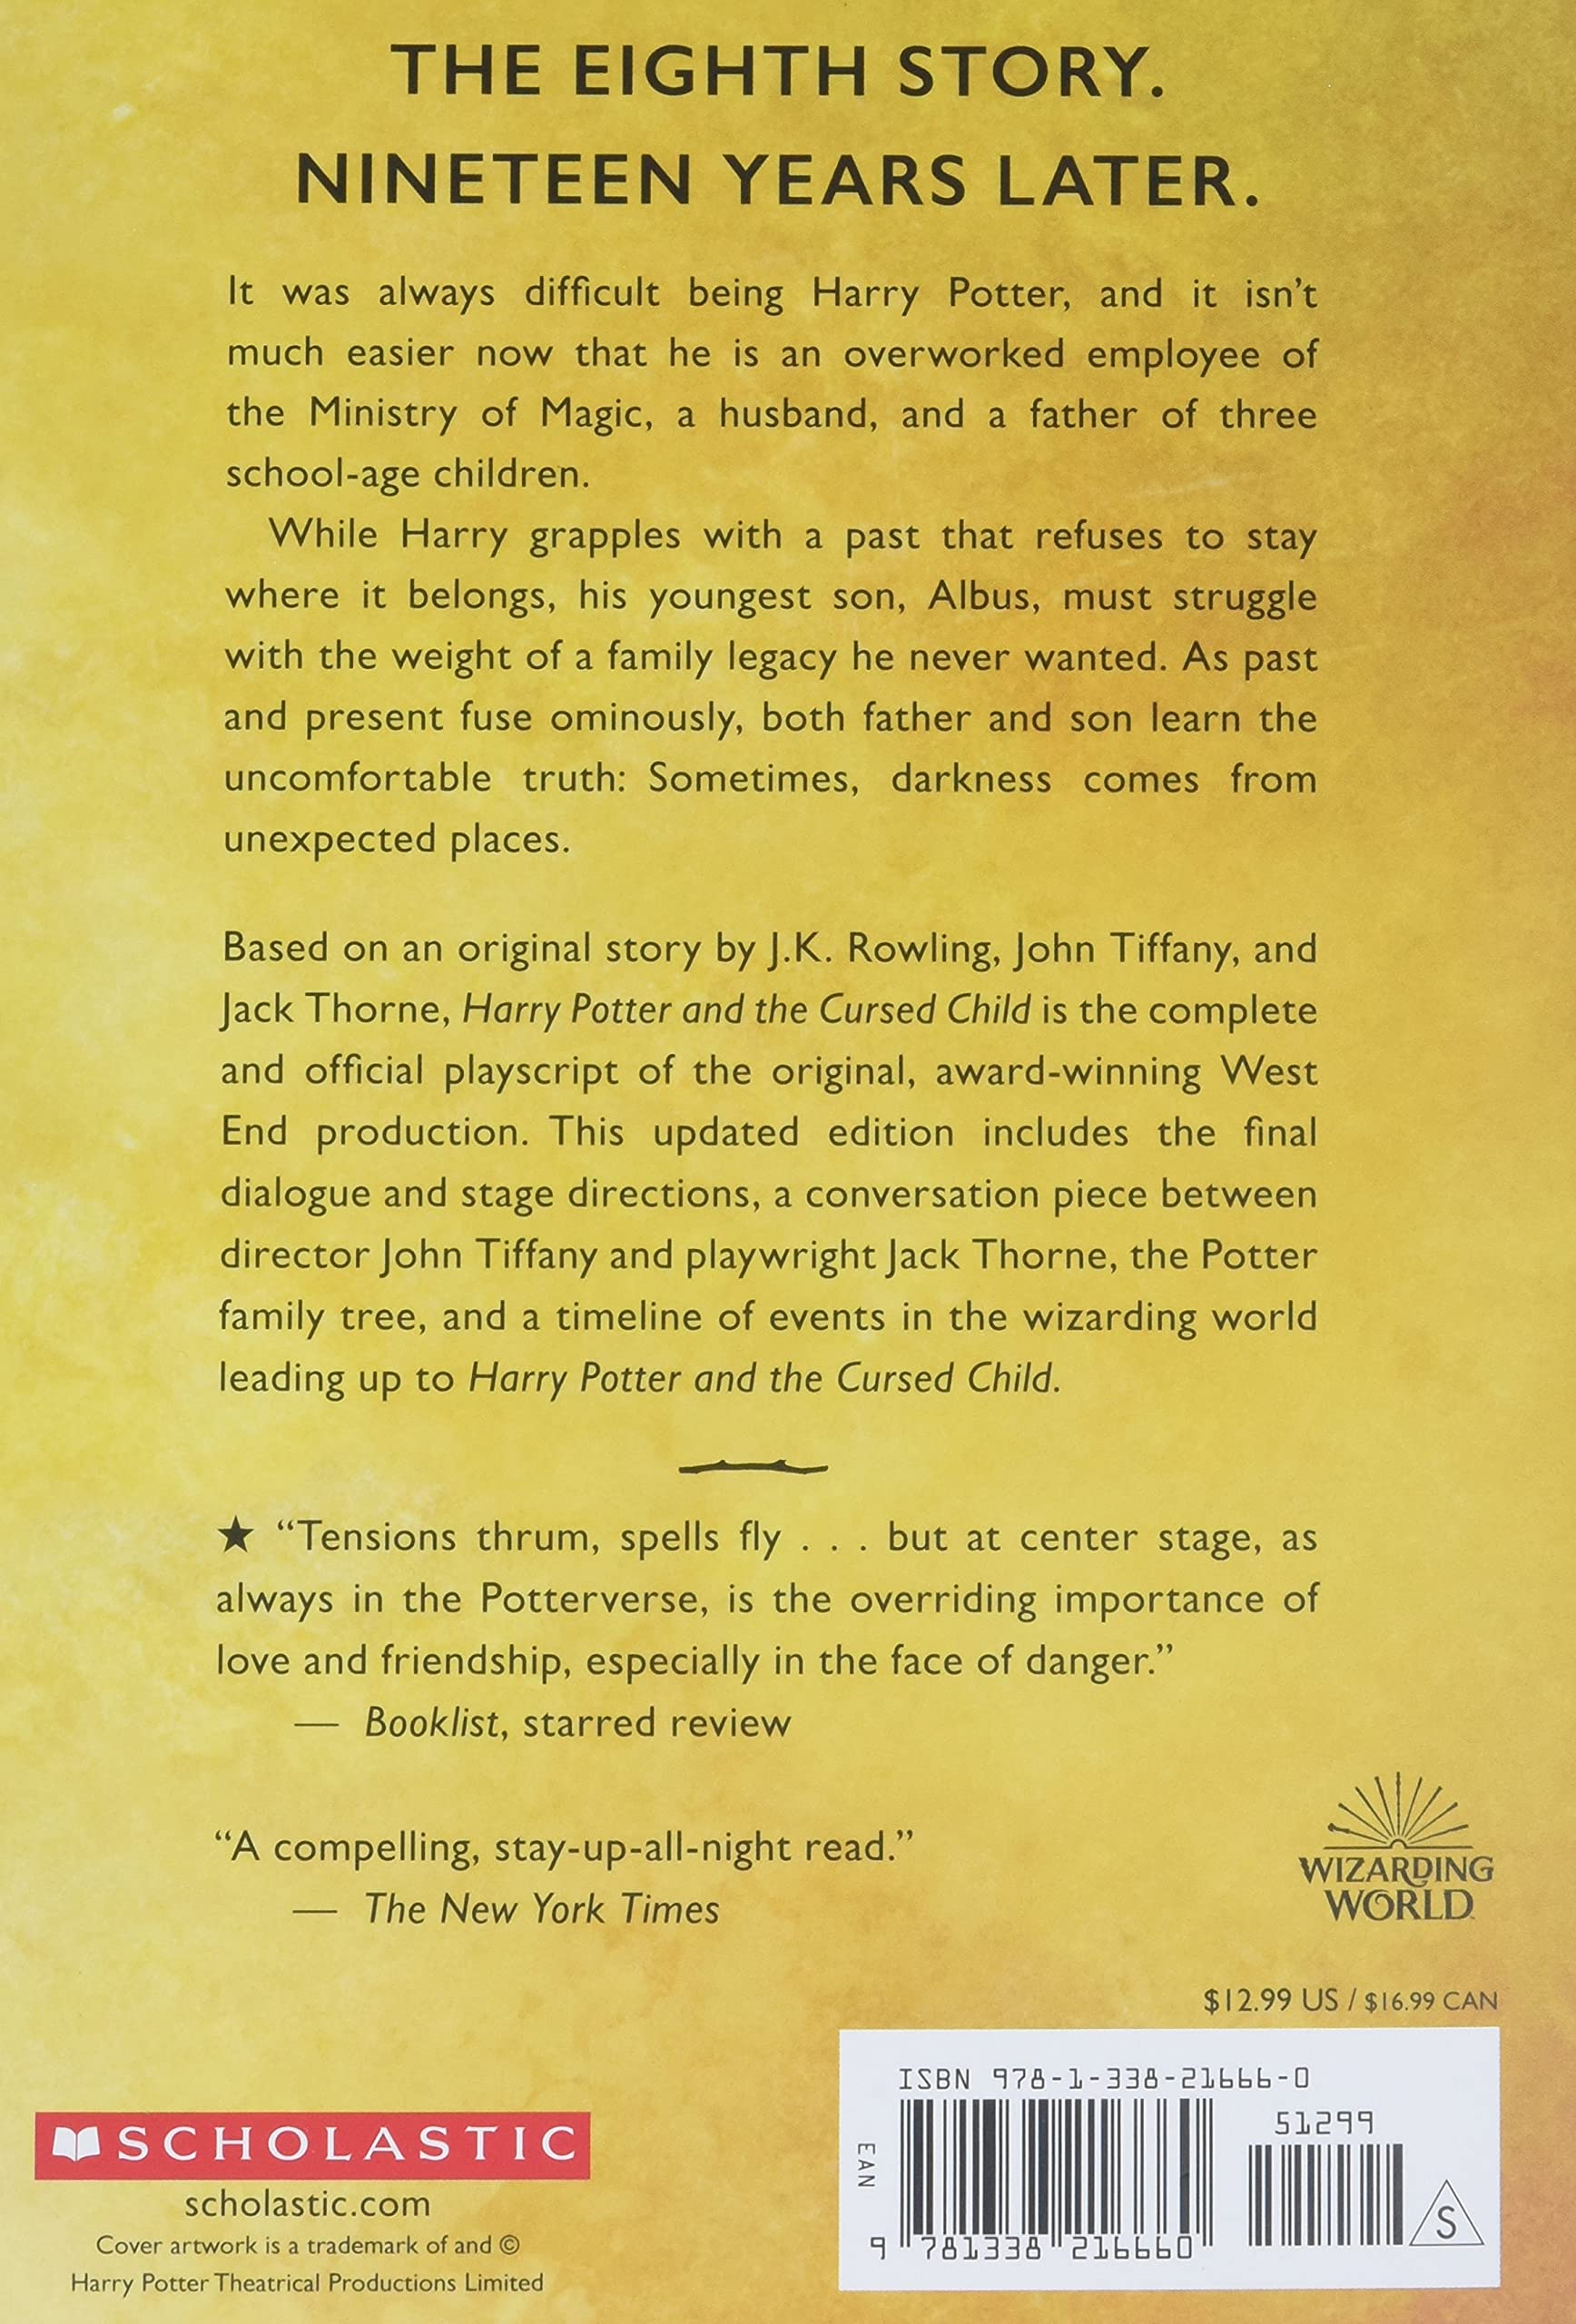 THE EIGHTH STORY.
NINETEEN YEARS LATER.
It was always difficult being Harry Potter, and it isn’t
much easier now that he is an overworked employee of
the Ministry of Magic, a husband, and a father of three
school-age children.
While Harry grapples with a past that refuses to stay
where it belongs, his youngest son, Albus, must struggle
with the weight of a family legacy he never wanted. As past
and present fuse ominously, both father and son learn the
uncomfortable truth: Sometimes, darkness comes from
unexpected places.
Based on an original story by J.K. Rowling, John Tiffany, and
Jack Thorne, Harry Potter and the Cursed Child is the complete
and official playscript of the original, award-winning West
End production. This updated edition includes the final
dialogue and stage directions, a conversation piece between
director John Tiffany and playwright Jack Thorne, the Potter
family tree, and a timeline of events in the wizarding world
leading up to Harry Potter and the Cursed Child.
★ “Tensions thrum, spells fly . . . but at center stage, as
always in the Potterverse, is the overriding importance of
love and friendship, especially in the face of danger.”
— Booklist, starred review
“A compelling, stay-up-all-night read.”
— The New York Times
WIZARDING
WORLD
$12.99 US / $16.99 CAN
ISBN 978-1-338-21666-0
51299
EAN
9 781338 216660
S
SCHOLASTIC
scholastic.com
Cover artwork is a trademark of and ©
Harry Potter Theatrical Productions Limited